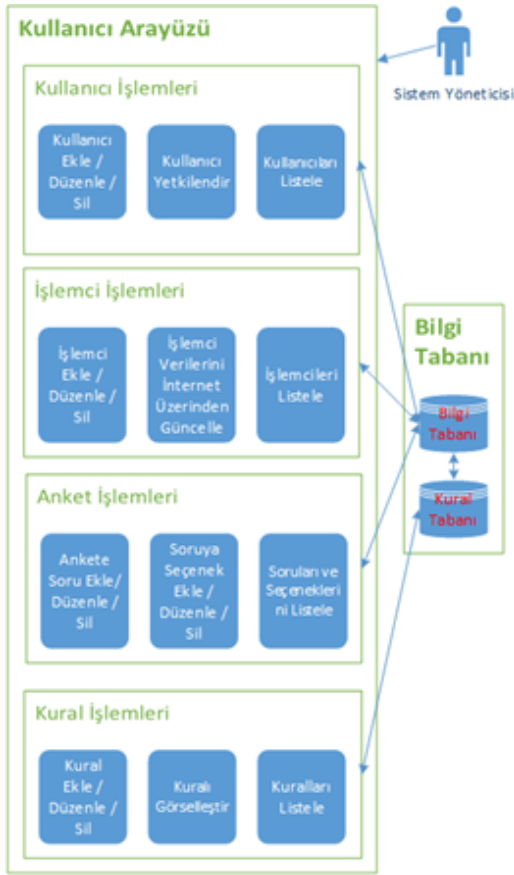 Kullanıcı Arayüzü
Sistem Yöneticisi
Kullanıcı İşlemleri
Kullanıcı
Ekle /
Düzenle /
Sil
Kullanıcı
Yetkilendir
Kullanıcıları
Listele
İşlemci İşlemleri
İşlemci
Ekle /
Düzenle /
Sil
İşlemci
Verilerini
İnternet
Üzerinden
Güncelle
İşlemcileri
Listele
Bilgi
Tabanı
Bilgi
Tabanı
Kural
Tabanı
Anket İşlemleri
Ankete
Soru Ekle/
Düzenle /
Sil
Soruya
Seçenek
Ekle /
Düzenle /
Sil
Soruları ve
Seçenekleri
ni Listele
Kural İşlemleri
Kural
Ekle /
Düzenle /
Sil
Kuralı
Görselleştir
Kuralları
Listele